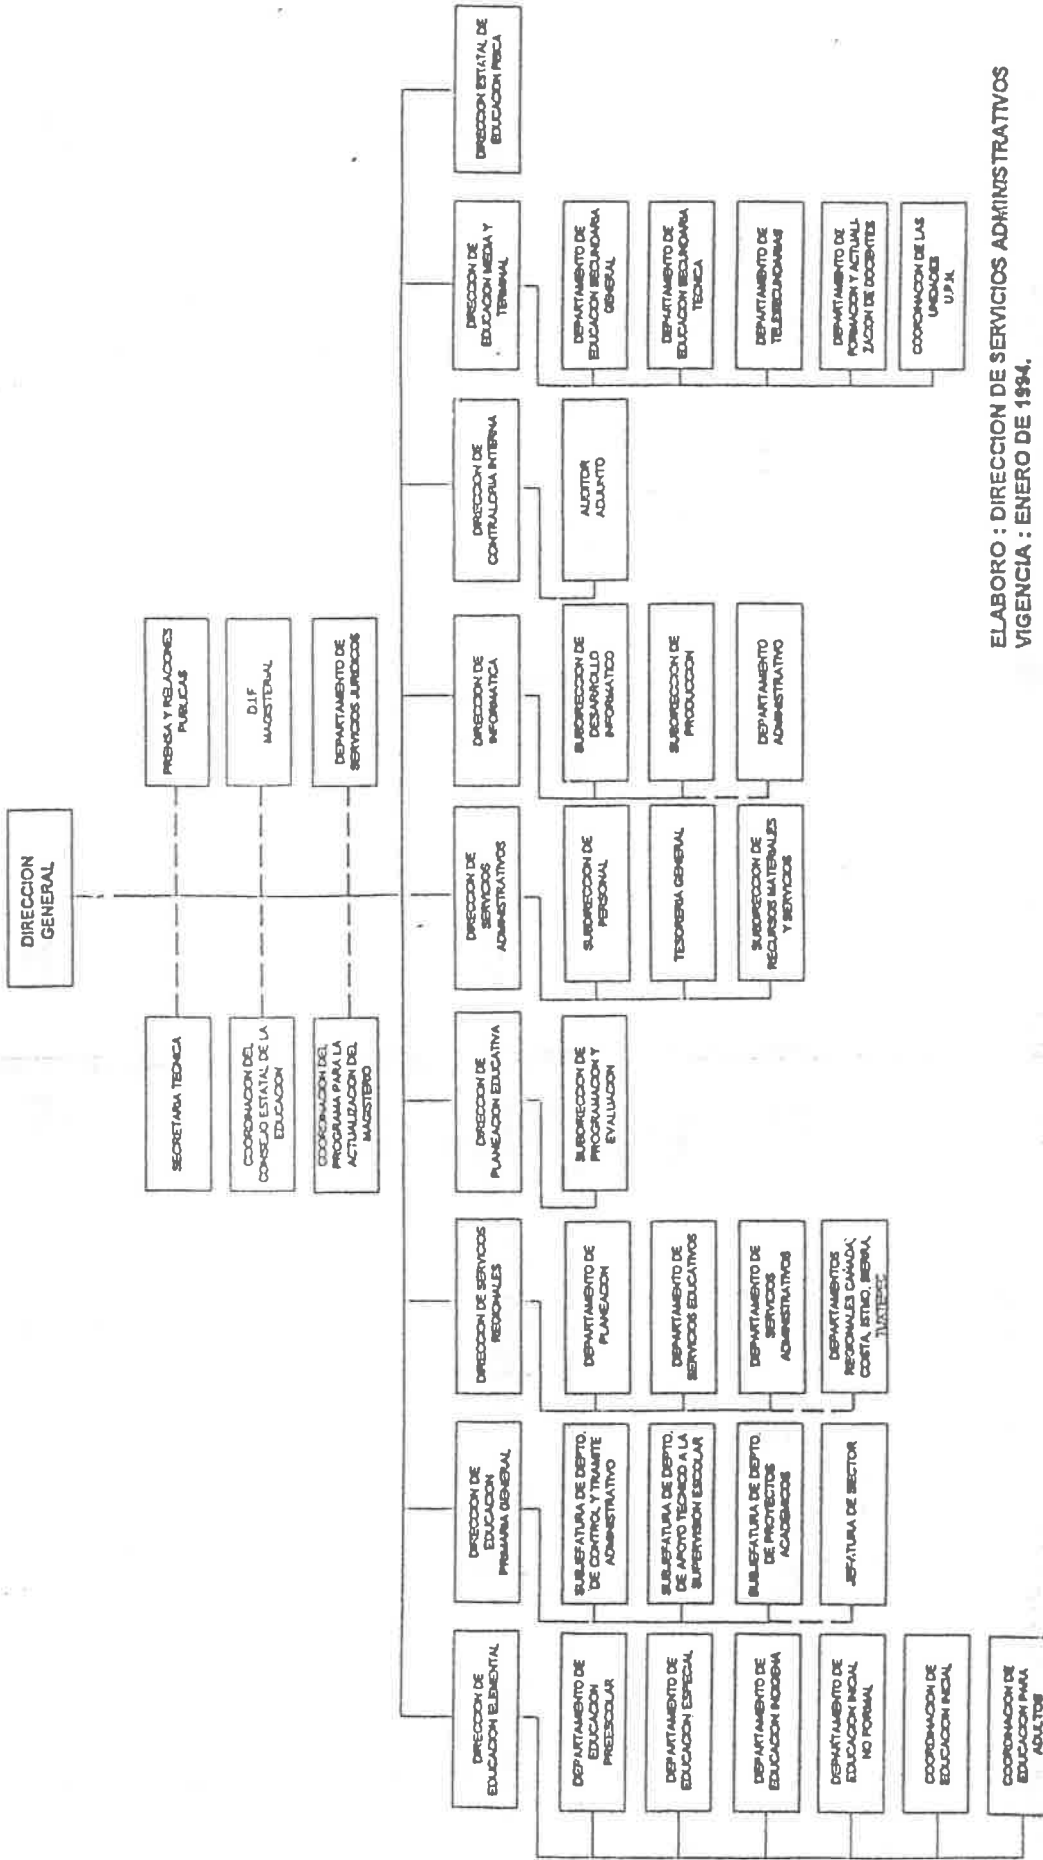 DIRECCION
GENERAL
SECRETARIA TECNICA
PRENSA Y RELACIONES
PUBLICAS
COORDINACION DEL
CONSEJO ESTATAL DE LA
EDUCACION
D.I.F
MAGISTERIAL
COORDINACION DEL
PROGRAMA PARA LA
ACTUALIZACION DEL
MAGISTERIO
DEPARTAMENTO DE
SERVICIOS JURIDICOS
DIRECCION DE
EDUCACION ELEMENTAL
DEPARTAMENTO DE
EDUCACION
PREESCOLAR
DEPARTAMENTO DE
EDUCACION ESPECIAL
DEPARTAMENTO DE
EDUCACION INDIGENA
DEPARTAMENTO DE
EDUCACION INICIAL
NO FORMAL
COORDINACION DE
EDUCACION INICIAL
COORDINACION DE
EDUCACION PARA
ADULTOS
DIRECCION DE
EDUCACION
PRIMARIA GENERAL
SUBJEFATURA DE DEPTO.
DE CONTROL Y TRAMITE
ADMINISTRATIVO
SUBJEFATURA DE DEPTO.
DE APOYO TECNICO A LA
SUPERVISION ESCOLAR
SUBJEFATURA DE DEPTO.
DE PROYECTOS
ACADEMICOS
JEFATURA DE SECTOR
DIRECCION DE SERVICIOS
REGIONALES
DEPARTAMENTO DE
PLANEACION
DEPARTAMENTO DE
SERVICIOS EDUCATIVOS
DEPARTAMENTO DE
SERVICIOS
ADMINISTRATIVOS
DEPARTAMENTOS
REGIONALES CAÑADA,
COSTA, ISTMO, SIERRA,
TUXTEPEC
DIRECCION DE
PLANEACION EDUCATIVA
SUBDIRECCION DE
PROGRAMACION Y
EVALUACION
DIRECCION DE
SERVICIOS
ADMINISTRATIVOS
SUBDIRECCION DE
PERSONAL
TESORERIA GENERAL
SUBDIRECCION DE
RECURSOS MATERIALES
Y SERVICIOS
DIRECCION DE
INFORMATICA
SUBDIRECCION DE
DESARROLLO
INFORMATICO
SUBDIRECCION DE
PRODUCCION
DEPARTAMENTO
ADMINISTRATIVO
DIRECCION DE
CONTRALORIA INTERNA
AUDITOR
ADJUNTO
DIRECCION DE
EDUCACION MEDIA Y
TERMINAL
DEPARTAMENTO DE
EDUCACION SECUNDARIA
GENERAL
DEPARTAMENTO DE
EDUCACION SECUNDARIA
TECNICA
DEPARTAMENTO DE
TELESECUNDARIAS
DEPARTAMENTO DE
FORMACION Y ACTUALI-
ZACION DE DOCENTES
COORDINACION DE LAS
UNIDADES
U.P.N.
DIRECCION ESTATAL DE
EDUCACION FISICA
ELABORO : DIRECCION DE SERVICIOS ADMINISTRATIVOS
VIGENCIA : ENERO DE 1994.